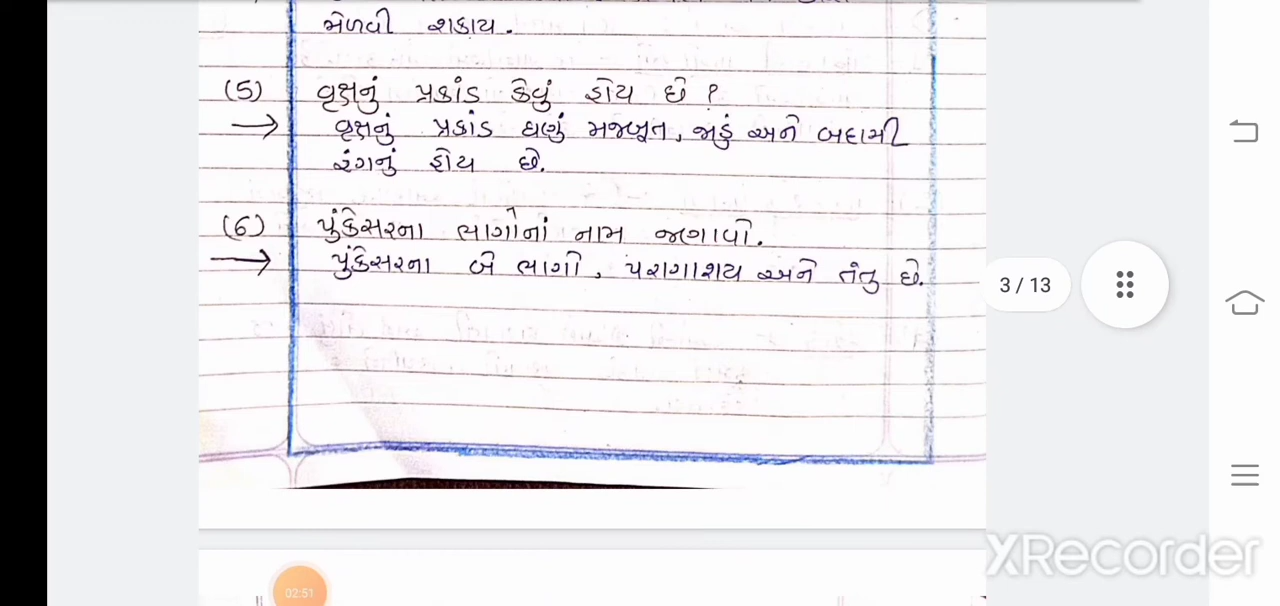 મેળવી શકાય.
(5) વૃક્ષનું પ્રકાંડ કેવું હોય છે ?
→ વૃક્ષનું પ્રકાંડ ઘણું મજબૂત, જાડું અને બદામી
રંગનું હોય છે.
(6) પુંકેસરના ભાગોનાં નામ જણાવો.
→ પુંકેસરના બે ભાગો, પરાગાશય અને તંતુ છે.
3 / 13
XRecorder
02:51